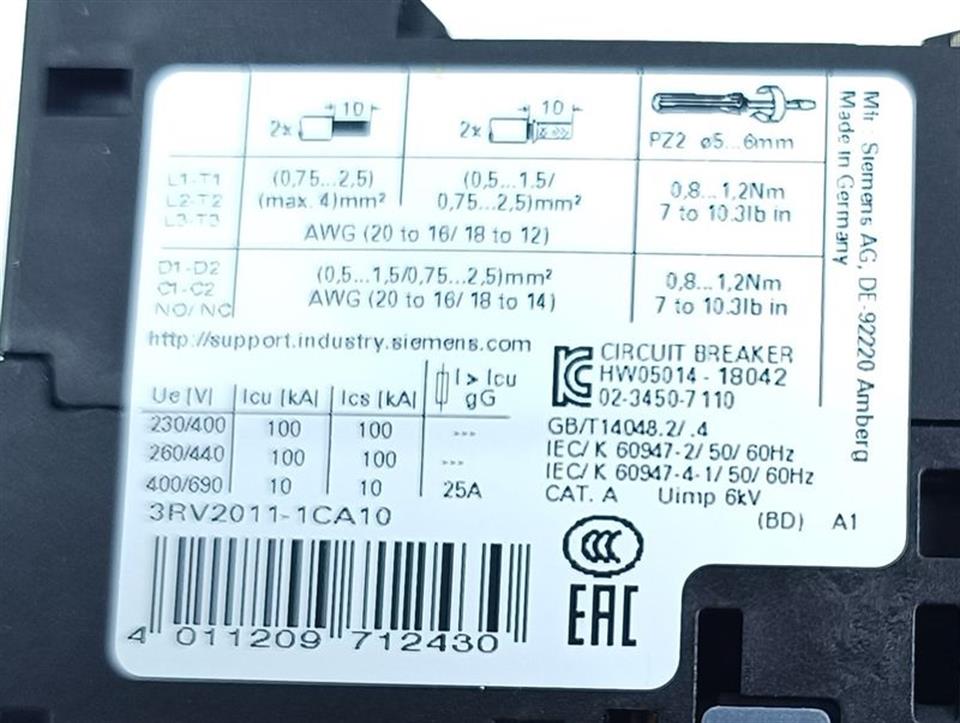 10
2x
10
2x
PZ2 ø5...6mm
L1-T1
L2-T2
L3-T3
(0,75...2,5)
(max. 4)mm²
(0,5...1.5/
0,75...2,5)mm²
AWG (20 to 16/ 18 to 12)
0,8...1,2Nm
7 to 10.3lb in
D1-D2
C1-C2
NO/ NC
(0,5...1,5/0,75...2,5)mm²
AWG (20 to 16/ 18 to 14)
0,8...1,2Nm
7 to 10.3lb in
http://support.industry.siemens.com
Ue [V] Icu [kA] Ics [kA] I > Icu gG
230/400 100 100 ---
260/440 100 100 ---
400/690 10 10 25A
3RV2011-1CA10
4 011209 712430
KC
CIRCUIT BREAKER
HW05014-18042
02-3450-7110
GB/T14048.2/.4
IEC/ K 60947-2/ 50/ 60Hz
IEC/ K 60947-4-1/ 50/ 60Hz
CAT. A Uimp 6kV
(BD) A1
CCC
EAC
Mfr.: Siemens AG, DE-92220 Amberg
Made in Germany